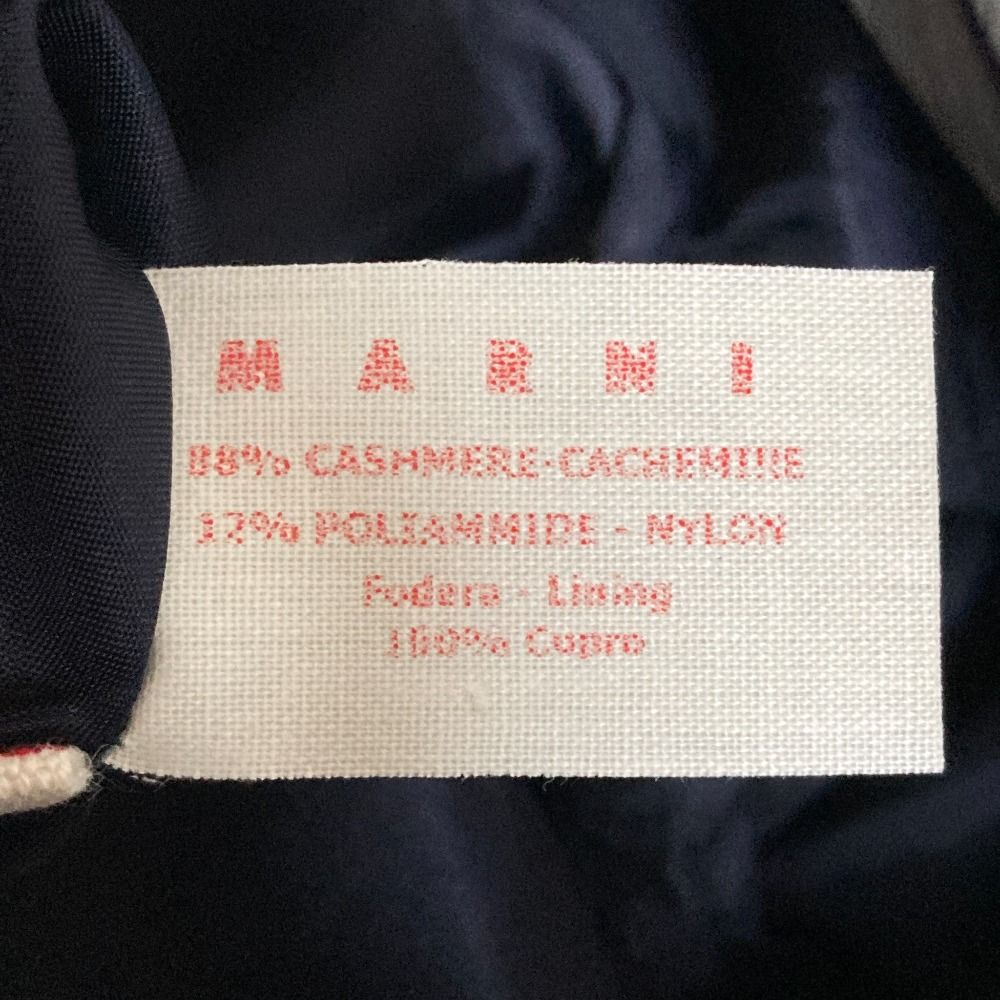 MARNI
88% CASHMERE-CACHEMIRE
12% POLIAMMIDE - NYLON
Fodera - Lining
100% Cupro